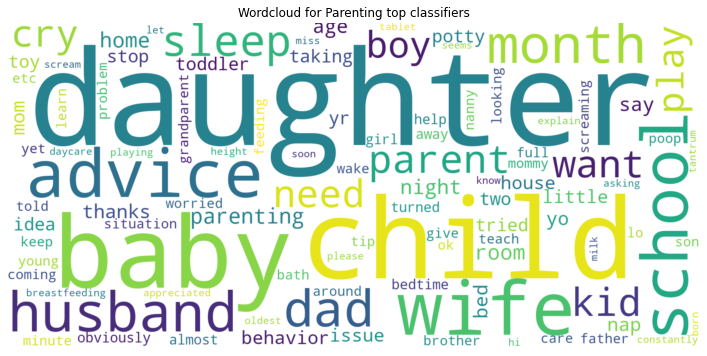 Wordcloud for Parenting top classifiers
cry
home
let
sleep
age
tablet
seems
miss
taking
boy
potty
etc
month
play
toy
scream
stop
toddler
mom
learn
problem
yet
daycare
playing
daughter
grandparent
height
feeding
soon
yr
girl
help
away
nanny
looking
explain
say
screaming
poop
tantrum
advice
wake
parent
mommy
full
know
house
want
asking
school
told
worried
need
night
two
little
idea
thanks
situation
parenting
turned
give
tried
teach
yo
keep
baby
tip
ok
please
child
room
milk
lo
son
young
coming
bath
breastfeeding
appreciated
oldest
around
bedtime
bed
nap
husband
dad
wife
kid
minute
obviously
almost
behavior
issue
brother
hi
care
father
constantly
born